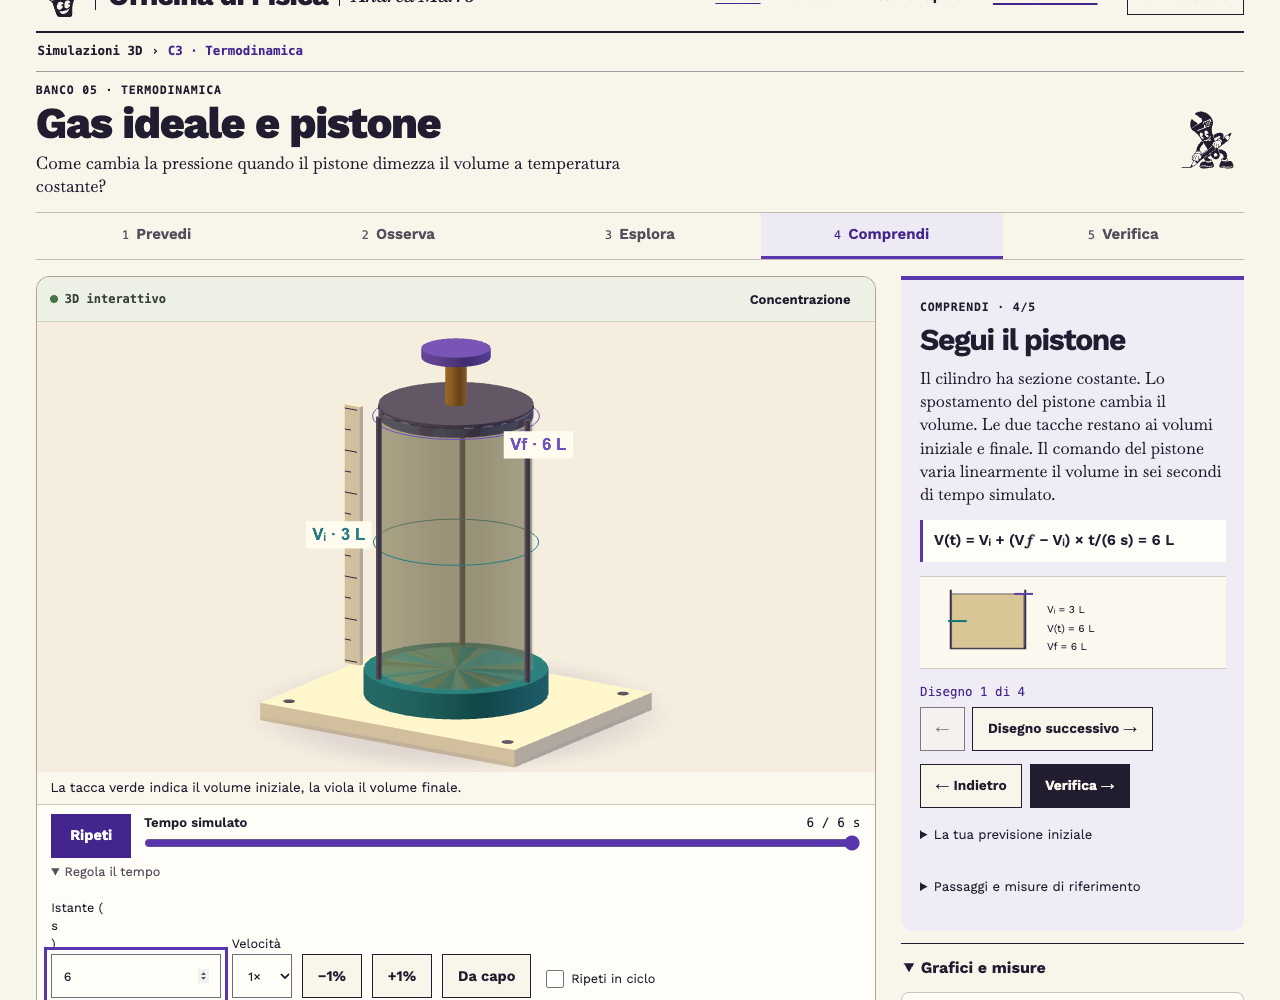 Officina di Fisica
Andrea Marro
Simulazioni 3D › C3 · Termodinamica
BANCO 05 · TERMODINAMICA
Gas ideale e pistone
Come cambia la pressione quando il pistone dimezza il volume a temperatura
costante?
1 Prevedi
2 Osserva
3 Esplora
4 Comprendi
5 Verifica
3D interattivo
Concentrazione
Vf · 6 L
Vᵢ · 3 L
La tacca verde indica il volume iniziale, la viola il volume finale.
Ripeti
Tempo simulato
6 / 6 s
▼ Regola il tempo
Istante (
s
)
Velocità
6
1×
−1%
+1%
Da capo
Ripeti in ciclo
COMPRENDI · 4/5
Segui il pistone
Il cilindro ha sezione costante. Lo
spostamento del pistone cambia il
volume. Le due tacche restano ai volumi
iniziale e finale. Il comando del pistone
varia linearmente il volume in sei secondi
di tempo simulato.
V(t) = Vᵢ + (V𝑓 − Vᵢ) × t/(6 s) = 6 L
Vᵢ = 3 L
V(t) = 6 L
Vf = 6 L
Disegno 1 di 4
←
Disegno successivo →
← Indietro
Verifica →
▶ La tua previsione iniziale
▶ Passaggi e misure di riferimento
▼ Grafici e misure